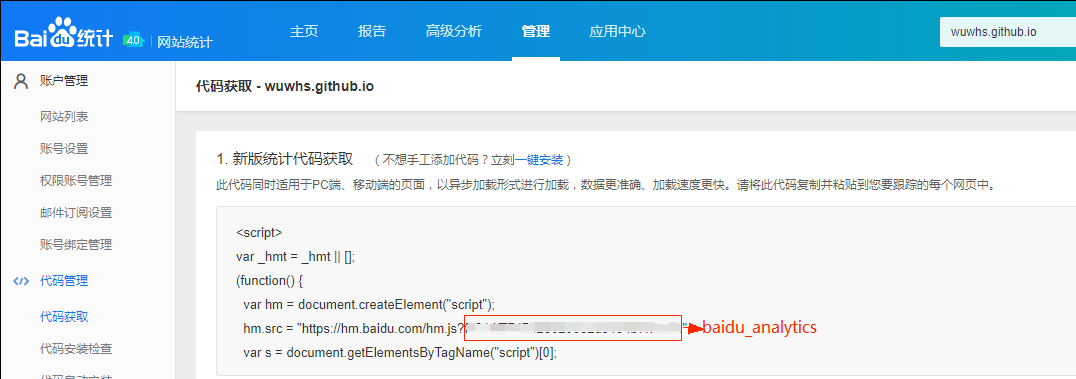 Bai du 统计 4.0 网站统计 主页 报告 高级分析 管理 应用中心 wuwhs.github.io
账户管理
网站列表
账号设置
权限账号管理
邮件订阅设置
账号绑定管理
代码管理
代码获取
代码安装检查
代码获取 - wuwhs.github.io
1. 新版统计代码获取 （不想手工添加代码？立刻一键安装）
此代码同时适用于PC端、移动端的页面，以异步加载形式进行加载，数据更准确、加载速度更快。请将此代码复制并粘贴到您要跟踪的每个网页中。
<script>
var _hmt = _hmt || [];
(function() {
var hm = document.createElement("script");
hm.src = "https://hm.baidu.com/hm.js? " baidu_analytics
var s = document.getElementsByTagName("script")[0];